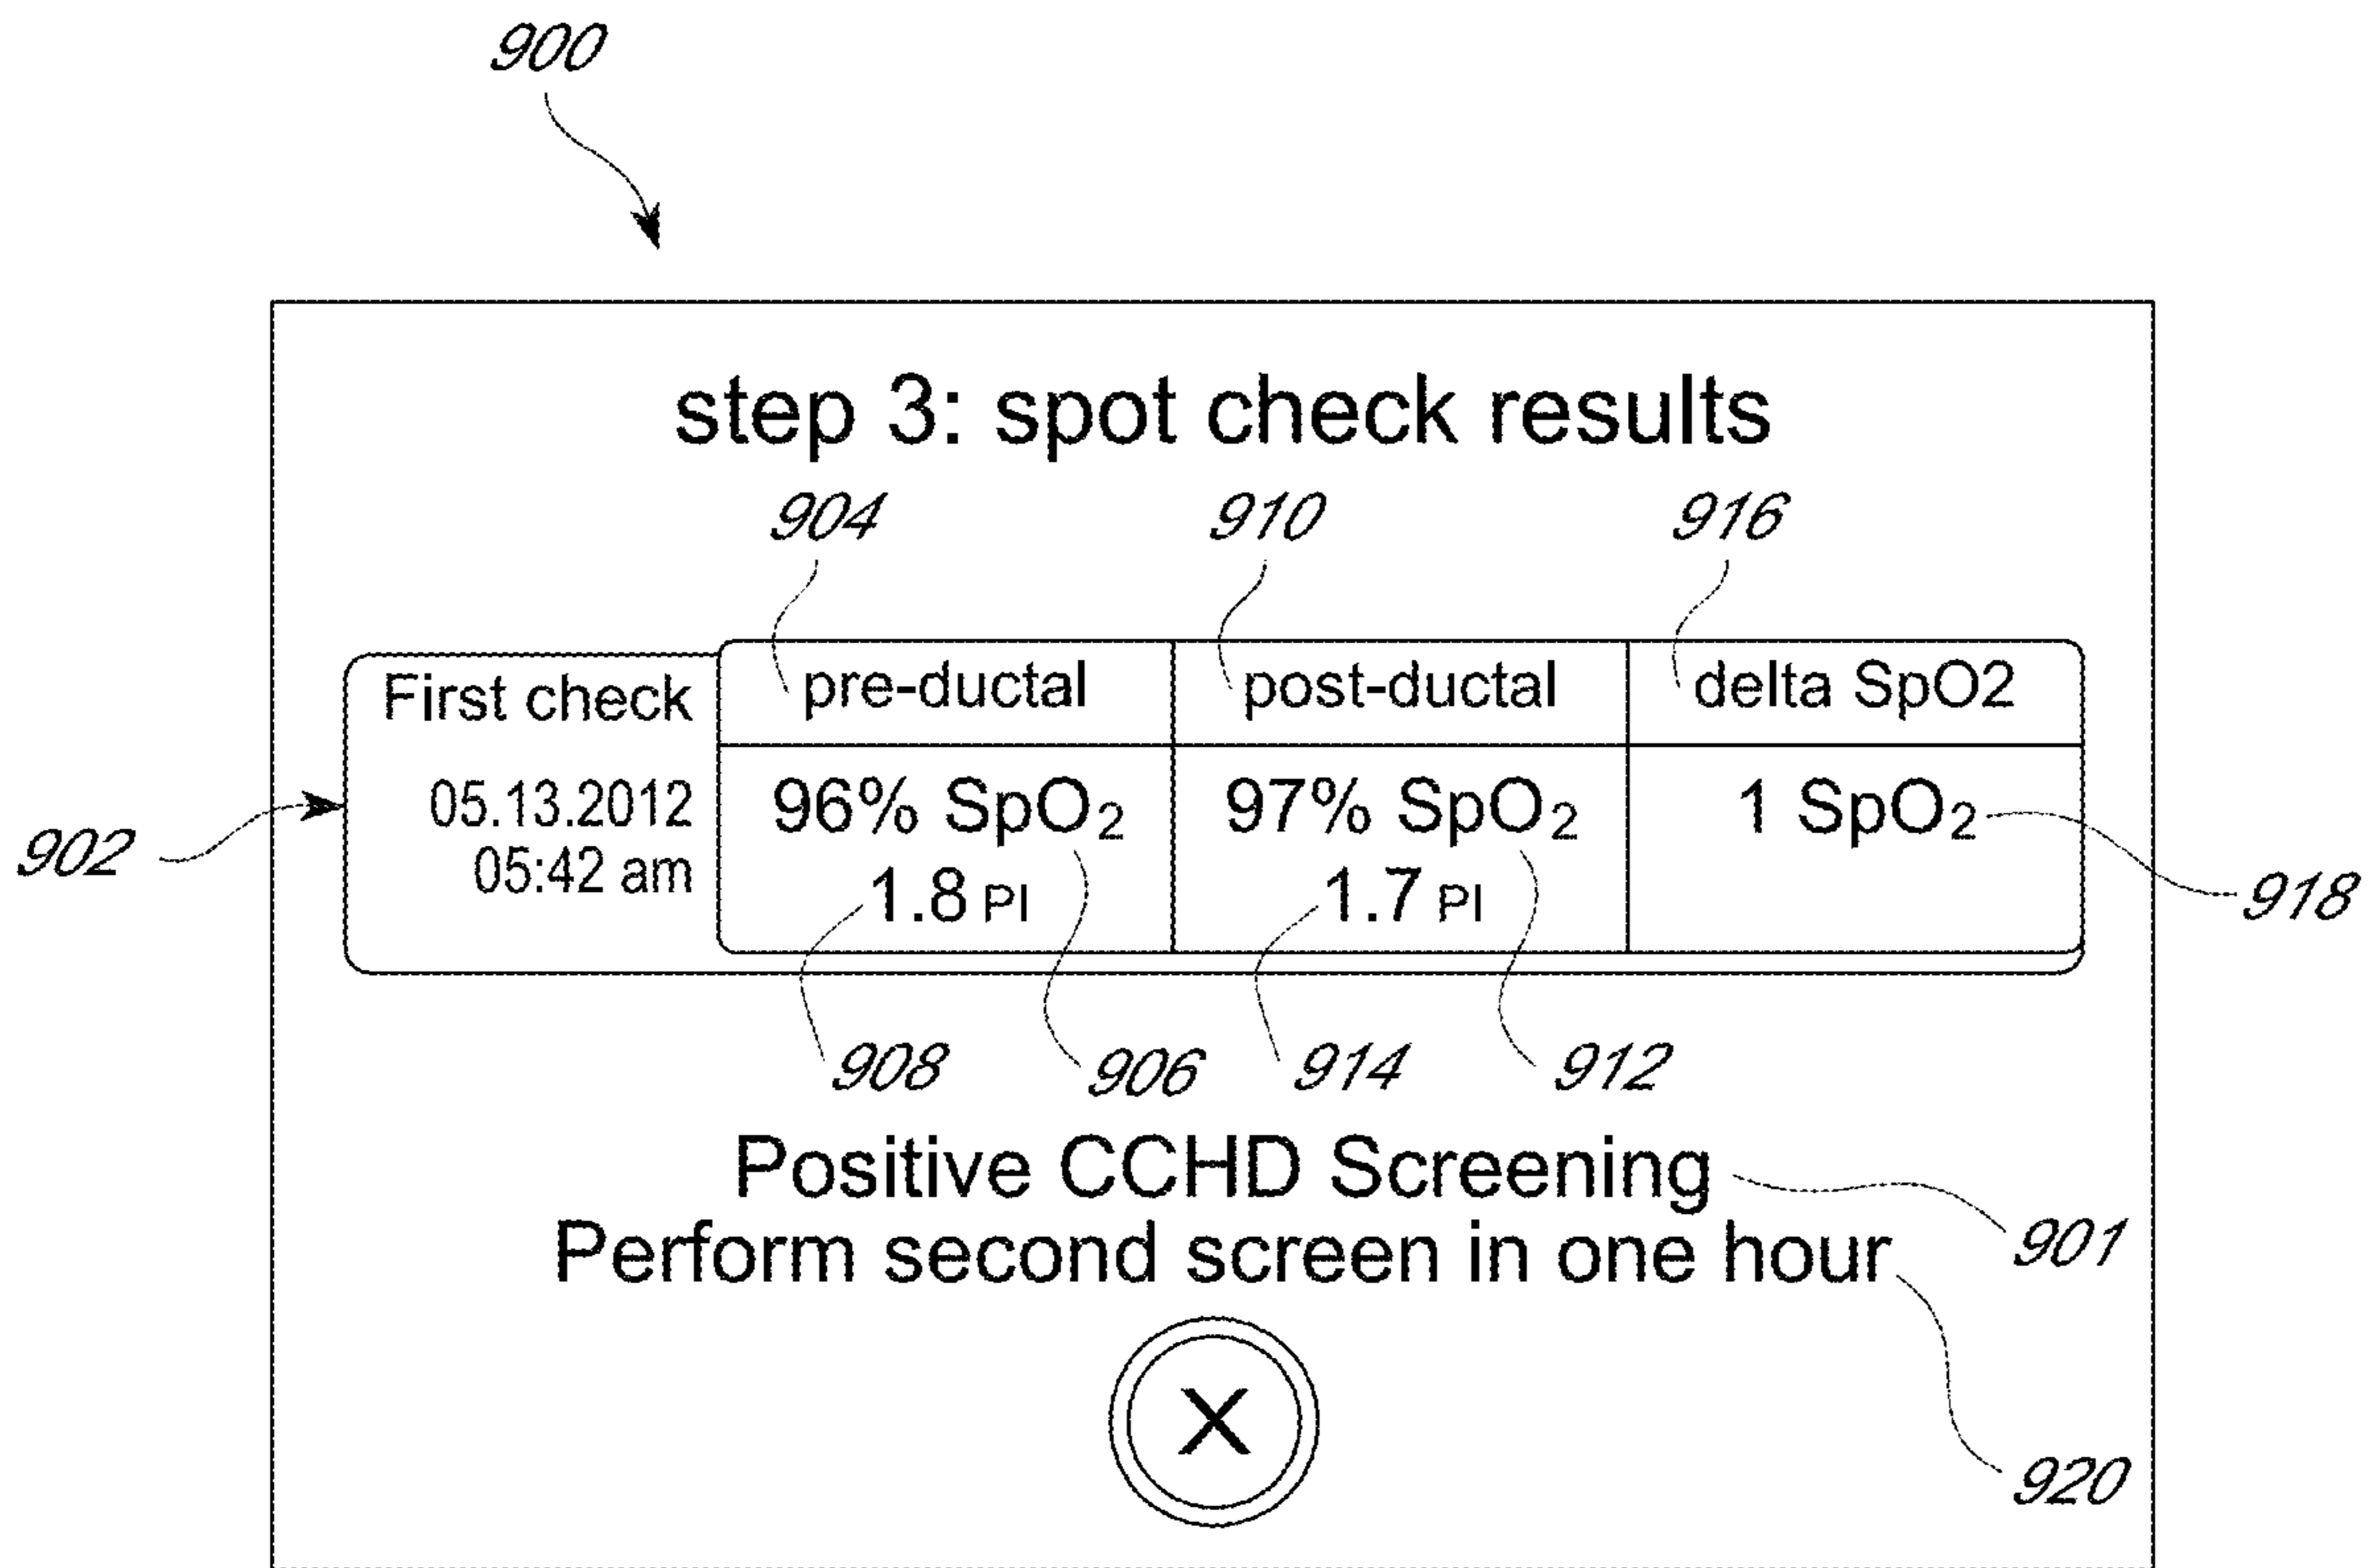 900
step 3: spot check results
904 910 916
First check pre-ductal post-ductal delta SpO2
05.13.2012 96% SpO₂ 97% SpO₂ 1 SpO₂
902 05:42 am 1.8 PI 1.7 PI 918
908 906 914 912
Positive CCHD Screening
Perform second screen in one hour 901
X
920